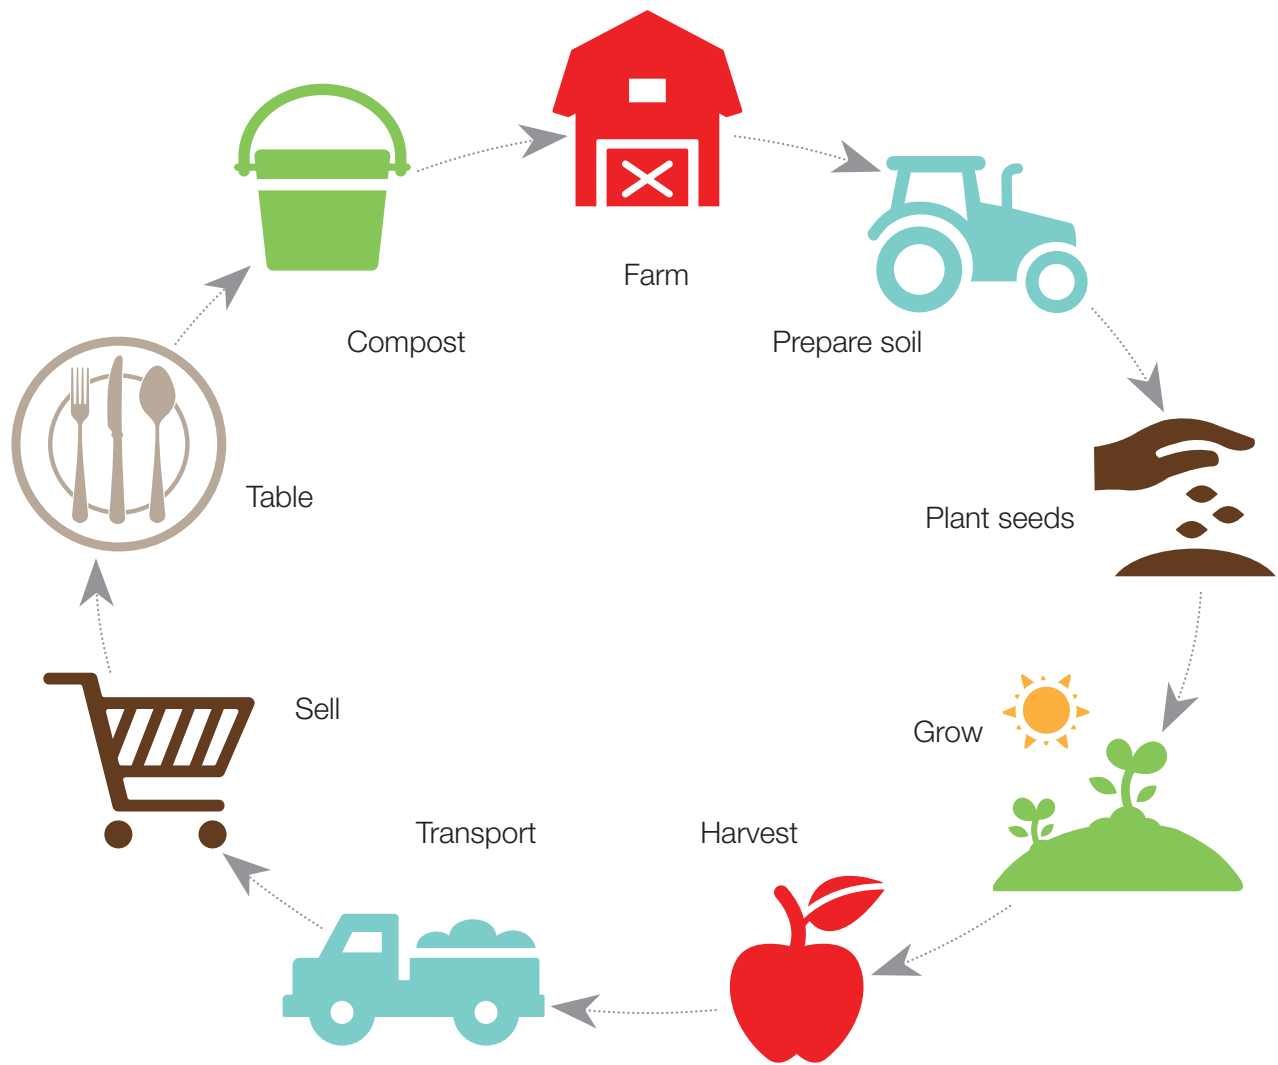 Farm
Prepare soil
Plant seeds
Grow
Harvest
Transport
Sell
Table
Compost